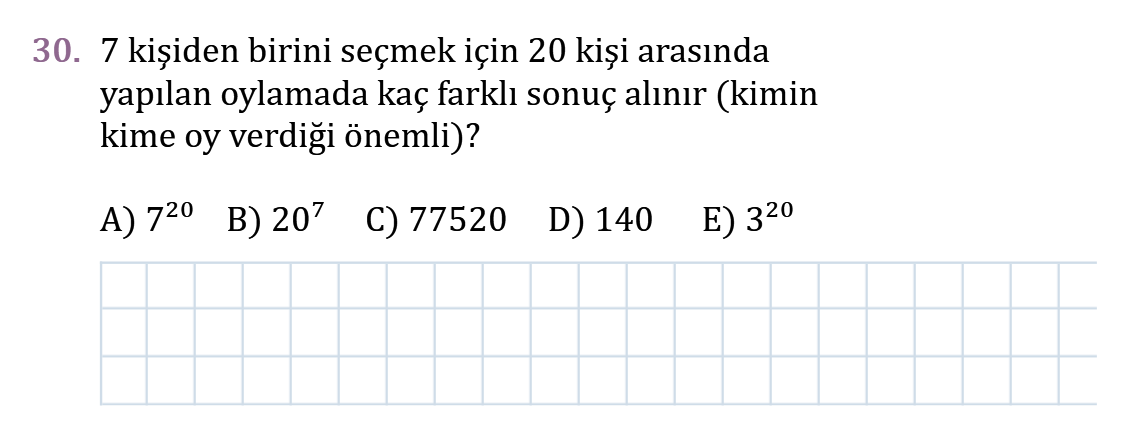 30. 7 kişiden birini seçmek için 20 kişi arasında
yapılan oylamada kaç farklı sonuç alınır (kimin
kime oy verdiği önemli)?
A) 7²⁰ B) 20⁷ C) 77520 D) 140 E) 3²⁰